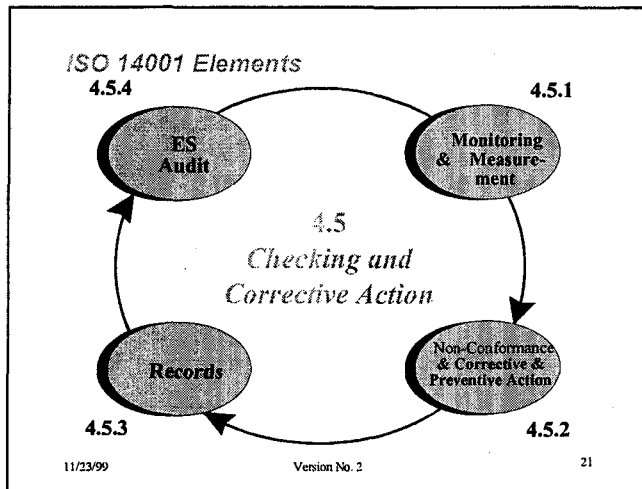 ISO 14001 Elements
4.5.4
4.5.1
ES
Audit
Monitoring
& Measure-
ment
4.5
Checking and
Corrective Action
Records
Non-Conformance
& Corrective &
Preventive Action
4.5.3
4.5.2
11/23/99
Version No. 2
21